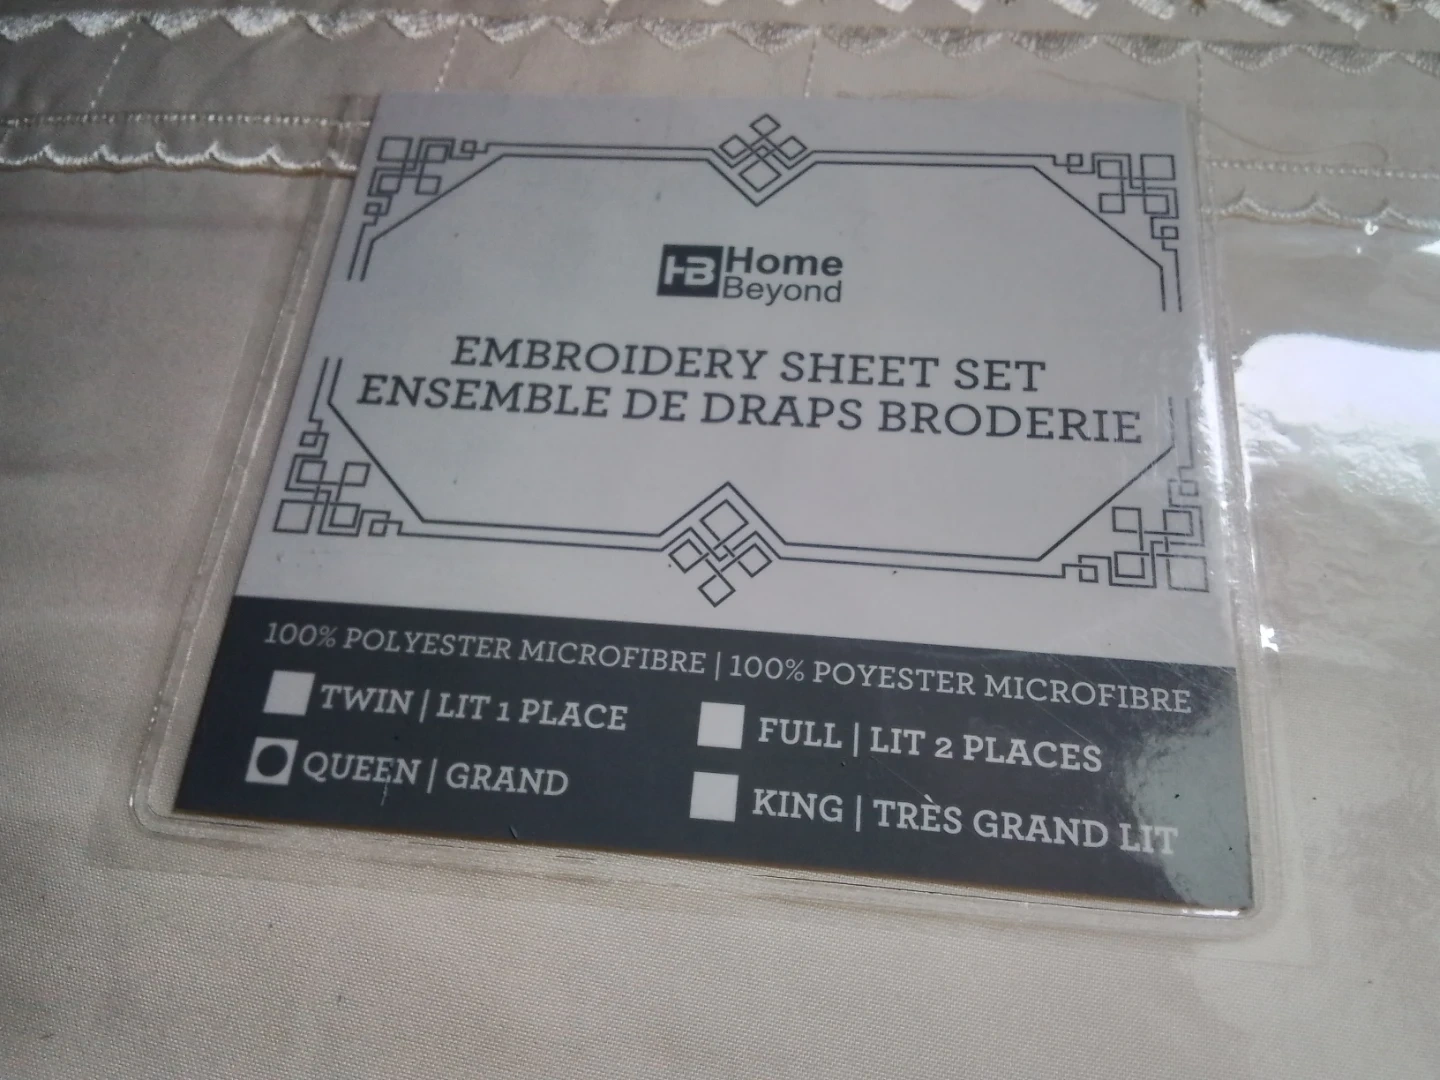 HB Home
Beyond
EMBROIDERY SHEET SET
ENSEMBLE DE DRAPS BRODERIE
100% POLYESTER MICROFIBRE | 100% POYESTER MICROFIBRE
TWIN | LIT 1 PLACE
FULL | LIT 2 PLACES
QUEEN | GRAND
KING | TRÈS GRAND LIT